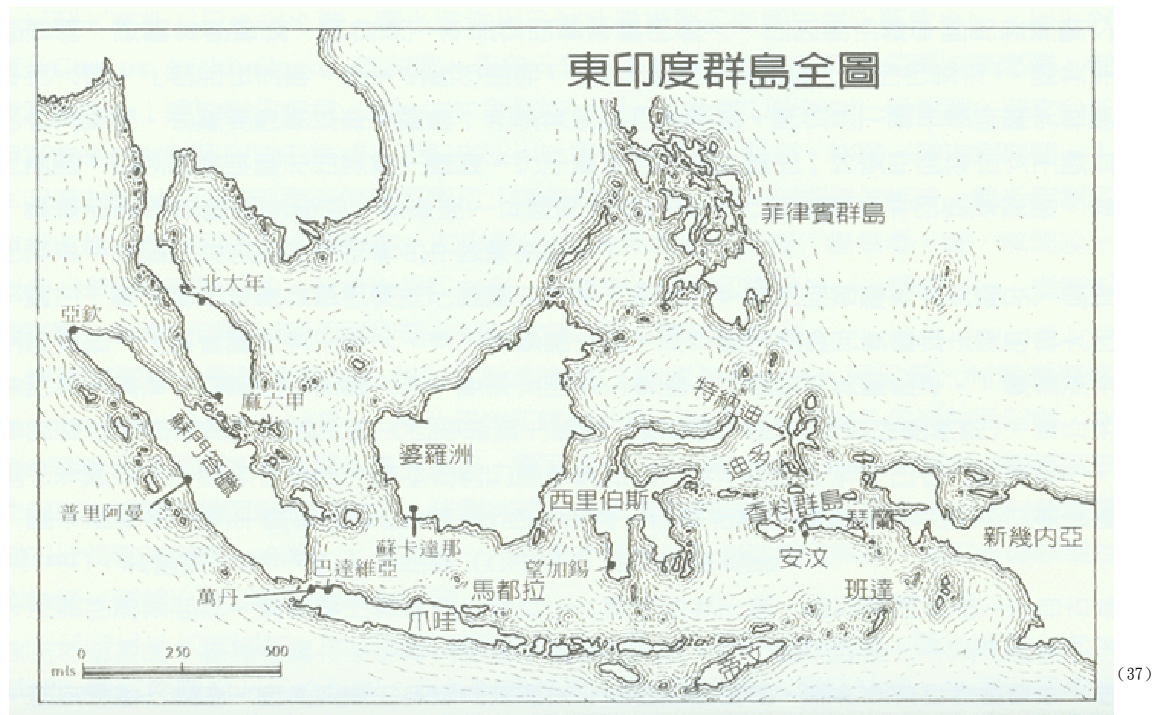 東印度群島全圖
菲律賓群島
北大年
亞欽
麻六甲
特納迪
蘇門答臘
婆羅洲
迪多
西里伯斯
香料群島
普里阿曼
瑟蘭
新幾內亞
蘇卡達那
安汶
巴達維亞
望加錫
萬丹
馬都拉
班達
爪哇
帝汶
0 250 500
mls
(37)